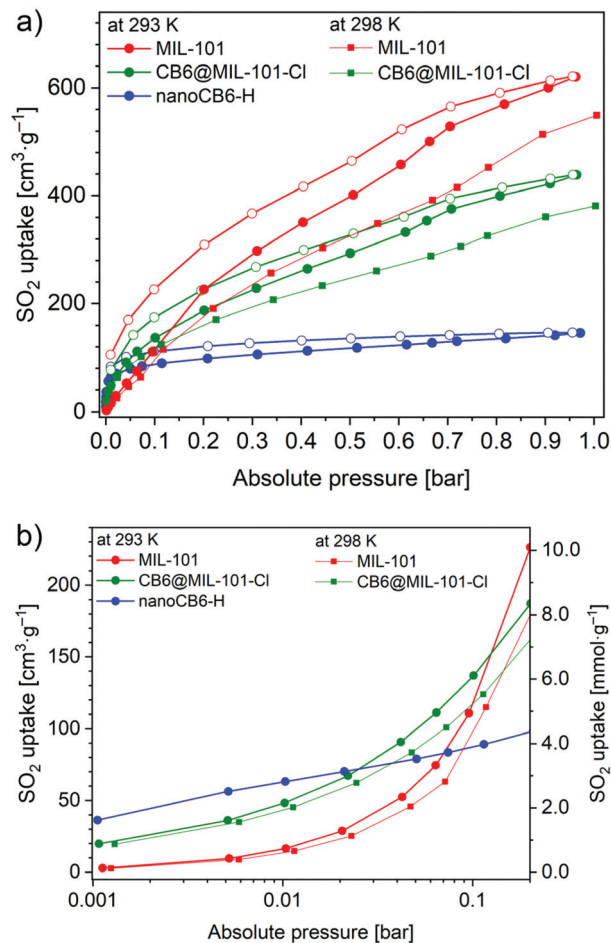 a)
at 293 K at 298 K
MIL-101 MIL-101
CB6@MIL-101-Cl CB6@MIL-101-Cl
nanoCB6-H
SO₂ uptake [cm³·g⁻¹]
600
400
200
0
0.0 0.1 0.2 0.3 0.4 0.5 0.6 0.7 0.8 0.9 1.0
Absolute pressure [bar]
b)
at 293 K at 298 K
MIL-101 MIL-101
CB6@MIL-101-Cl CB6@MIL-101-Cl
nanoCB6-H
SO₂ uptake [cm³·g⁻¹]
200
150
100
50
0
SO₂ uptake [mmol·g⁻¹]
10.0
8.0
6.0
4.0
2.0
0.0
0.001 0.01 0.1
Absolute pressure [bar]